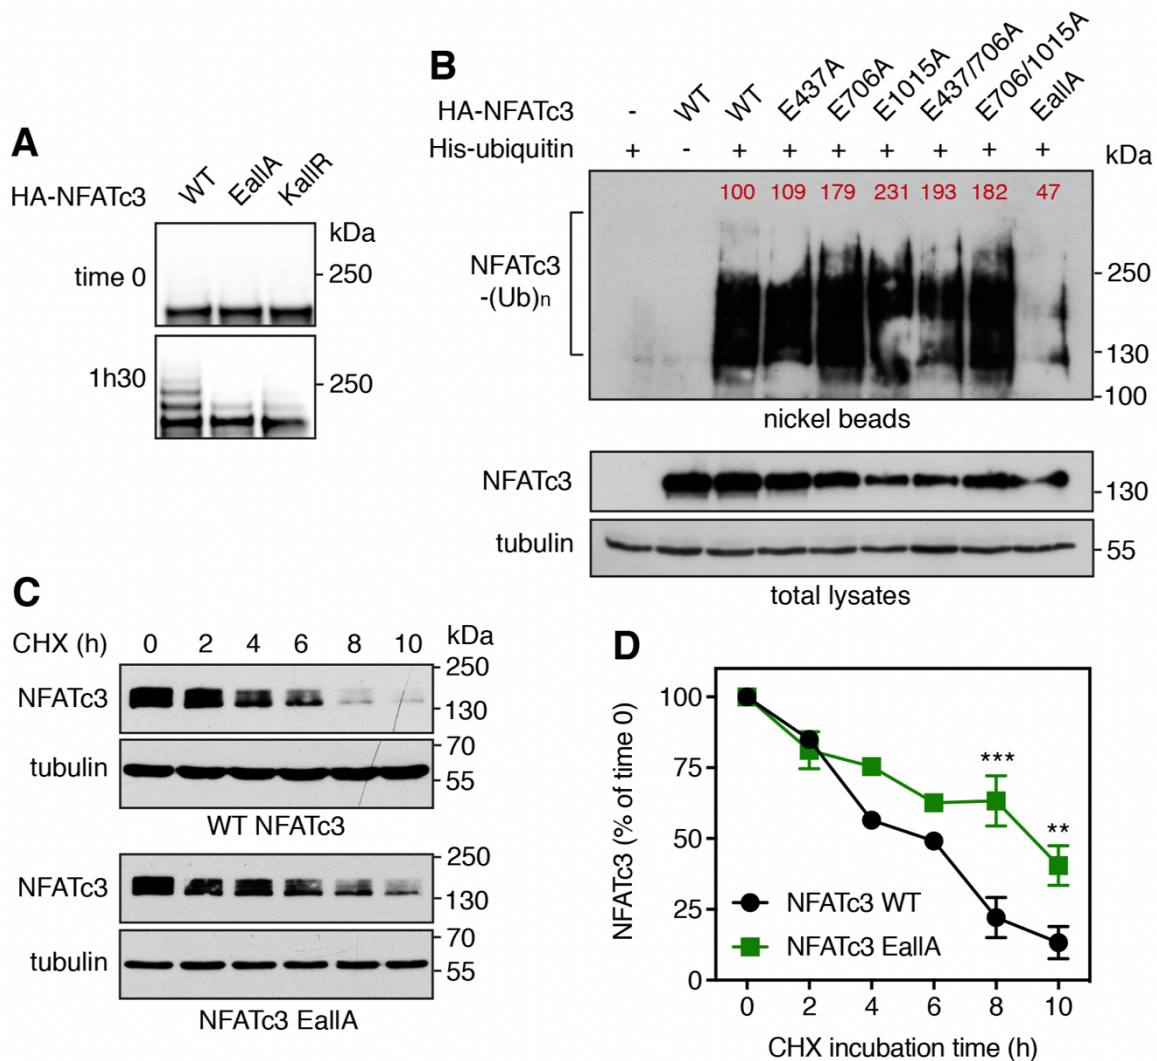 A
HA-NFATc3 WT EallA KallR
kDa
time 0 250
1h30 250
B
HA-NFATc3 - WT WT E437A E706A E1015A E437/706A E706/1015A EallA
His-ubiquitin + - + + + + + + +
kDa
100 109 179 231 193 182 47
NFATc3
-(Ub)n
250
130
100
nickel beads
NFATc3 130
tubulin 55
total lysates
C
CHX (h) 0 2 4 6 8 10 kDa
250
NFATc3
130
70
tubulin
55
WT NFATc3
250
NFATc3
130
70
tubulin
55
NFATc3 EallA
D
NFATc3 (% of time 0)
100
75
50
25
0
***
**
NFATc3 WT
NFATc3 EallA
0 2 4 6 8 10
CHX incubation time (h)